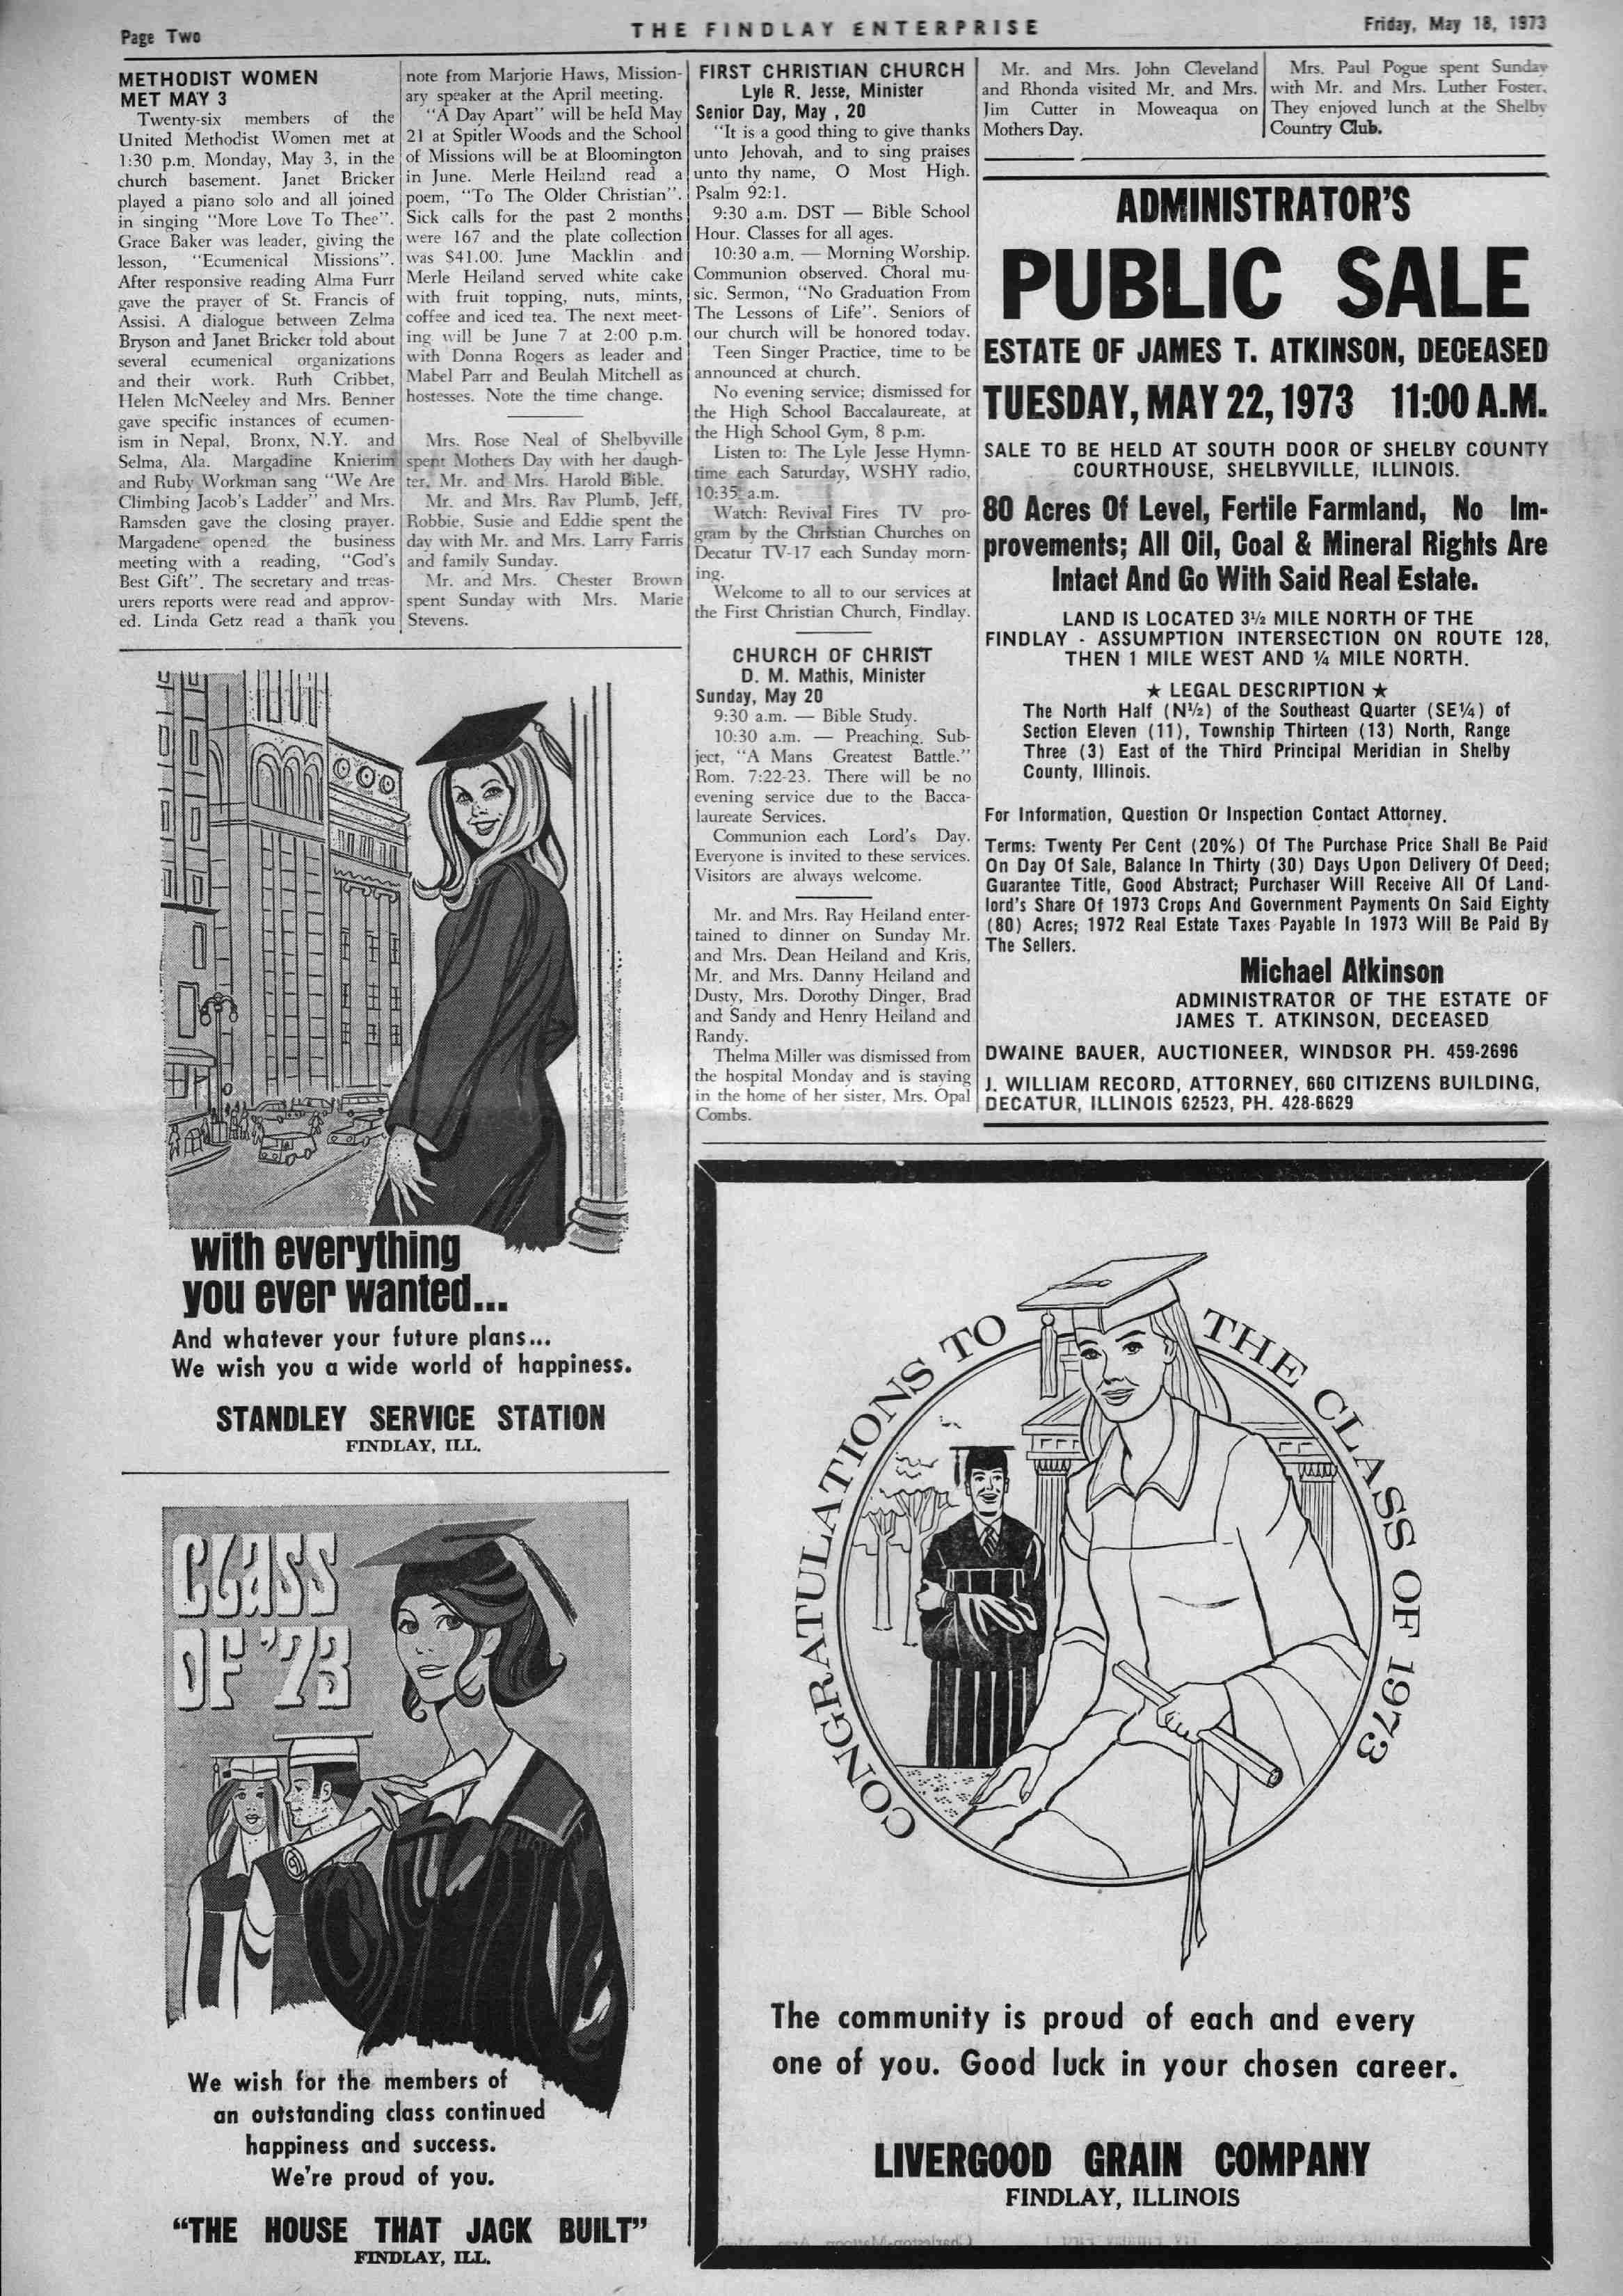 Page Two
THE FINDLAY ENTERPRISE
Friday, May 18, 1973
METHODIST WOMEN
MET MAY 3
Twenty-six members of the
United Methodist Women met at
1:30 p.m. Monday, May 3, in the
church basement. Janet Bricker
played a piano solo and all joined
in singing "More Love To Thee".
Grace Baker was leader, giving the
lesson, "Ecumenical Missions".
After responsive reading Alma Furr
gave the prayer of St. Francis of
Assisi. A dialogue between Zelma
Bryson and Janet Bricker told about
several ecumenical organizations
and their work. Ruth Cribbet,
Helen McNeeley and Mrs. Benner
gave specific instances of ecumen-
ism in Nepal, Bronx, N.Y. and
Selma, Ala. Margadine Knierim
and Ruby Workman sang "We Are
Climbing Jacob's Ladder" and Mrs.
Ramsden gave the closing prayer.
Margadene opened the business
meeting with a reading, "God's
Best Gift". The secretary and treas-
urers reports were read and approv-
ed. Linda Getz read a thank you
note from Marjorie Haws, Mission-
ary speaker at the April meeting.
"A Day Apart" will be held May
21 at Spitler Woods and the School
of Missions will be at Bloomington
in June. Merle Heiland read a
poem, "To The Older Christian".
Sick calls for the past 2 months
were 167 and the plate collection
was $41.00. June Macklin and
Merle Heiland served white cake
with fruit topping, nuts, mints,
coffee and iced tea. The next meet-
ing will be June 7 at 2:00 p.m.
with Donna Rogers as leader and
Mabel Parr and Beulah Mitchell as
hostesses. Note the time change.
Mrs. Rose Neal of Shelbyville
spent Mothers Day with her daugh-
ter, Mr. and Mrs. Harold Bible.
Mr. and Mrs. Ray Plumb, Jeff,
Robbie, Susie and Eddie spent the
day with Mr. and Mrs. Larry Farris
and family Sunday.
Mr. and Mrs. Chester Brown
spent Sunday with Mrs. Marie
Stevens.
FIRST CHRISTIAN CHURCH
Lyle R. Jesse, Minister
Senior Day, May , 20
"It is a good thing to give thanks
unto Jehovah, and to sing praises
unto thy name, O Most High.
Psalm 92:1.
9:30 a.m. DST — Bible School
Hour. Classes for all ages.
10:30 a.m. — Morning Worship.
Communion observed. Choral mu-
sic. Sermon, "No Graduation From
The Lessons of Life". Seniors of
our church will be honored today.
Teen Singer Practice, time to be
announced at church.
No evening service; dismissed for
the High School Baccalaureate, at
the High School Gym, 8 p.m.
Listen to: The Lyle Jesse Hymn-
time each Saturday, WSHY radio,
10:35 a.m.
Watch: Revival Fires TV pro-
gram by the Christian Churches on
Decatur TV-17 each Sunday morn-
ing.
Welcome to all to our services at
the First Christian Church, Findlay.
CHURCH OF CHRIST
D. M. Mathis, Minister
Sunday, May 20
9:30 a.m. — Bible Study.
10:30 a.m. — Preaching. Sub-
ject, "A Mans Greatest Battle."
Rom. 7:22-23. There will be no
evening service due to the Bacca-
laureate Services.
Communion each Lord's Day.
Everyone is invited to these services.
Visitors are always welcome.
Mr. and Mrs. Ray Heiland enter-
tained to dinner on Sunday Mr.
and Mrs. Dean Heiland and Kris,
Mr. and Mrs. Danny Heiland and
Dusty, Mrs. Dorothy Dinger, Brad
and Sandy and Henry Heiland and
Randy.
Thelma Miller was dismissed from
the hospital Monday and is staying
in the home of her sister, Mrs. Opal
Combs.
Mr. and Mrs. John Cleveland
and Rhonda visited Mr. and Mrs.
Jim Cutter in Moweaqua on
Mothers Day.
Mrs. Paul Pogue spent Sunday
with Mr. and Mrs. Luther Foster.
They enjoyed lunch at the Shelby
Country Club.
ADMINISTRATOR'S
PUBLIC SALE
ESTATE OF JAMES T. ATKINSON, DECEASED
TUESDAY, MAY 22, 1973 11:00 A.M.
SALE TO BE HELD AT SOUTH DOOR OF SHELBY COUNTY
COURTHOUSE, SHELBYVILLE, ILLINOIS.
80 Acres Of Level, Fertile Farmland, No Im-
provements; All Oil, Coal & Mineral Rights Are
Intact And Go With Said Real Estate.
LAND IS LOCATED 3½ MILE NORTH OF THE
FINDLAY - ASSUMPTION INTERSECTION ON ROUTE 128,
THEN 1 MILE WEST AND ¼ MILE NORTH.
★ LEGAL DESCRIPTION ★
The North Half (N½) of the Southeast Quarter (SE¼) of
Section Eleven (11), Township Thirteen (13) North, Range
Three (3) East of the Third Principal Meridian in Shelby
County, Illinois.
For Information, Question Or Inspection Contact Attorney.
Terms: Twenty Per Cent (20%) Of The Purchase Price Shall Be Paid
On Day Of Sale, Balance In Thirty (30) Days Upon Delivery Of Deed;
Guarantee Title, Good Abstract; Purchaser Will Receive All Of Land-
lord's Share Of 1973 Crops And Government Payments On Said Eighty
(80) Acres; 1972 Real Estate Taxes Payable In 1973 Will Be Paid By
The Sellers.
Michael Atkinson
ADMINISTRATOR OF THE ESTATE OF
JAMES T. ATKINSON, DECEASED
DWAINE BAUER, AUCTIONEER, WINDSOR PH. 459-2696
J. WILLIAM RECORD, ATTORNEY, 660 CITIZENS BUILDING,
DECATUR, ILLINOIS 62523, PH. 428-6629
with everything
you ever wanted...
And whatever your future plans...
We wish you a wide world of happiness.
STANDLEY SERVICE STATION
FINDLAY, ILL.
CLASS
OF '73
We wish for the members of
an outstanding class continued
happiness and success.
We're proud of you.
"THE HOUSE THAT JACK BUILT"
FINDLAY, ILL.
CONGRATULATIONS TO THE CLASS OF 1973
The community is proud of each and every
one of you. Good luck in your chosen career.
LIVERGOOD GRAIN COMPANY
FINDLAY, ILLINOIS